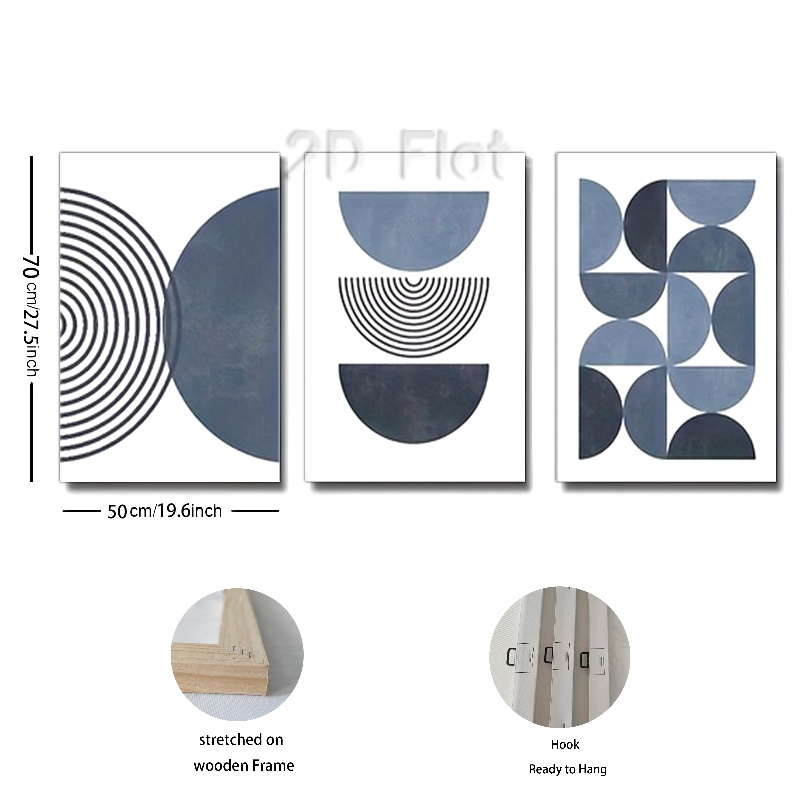 2D Flat
70cm/27.5inch
50cm/19.6inch
stretched on
wooden Frame
Hook
Ready to Hang